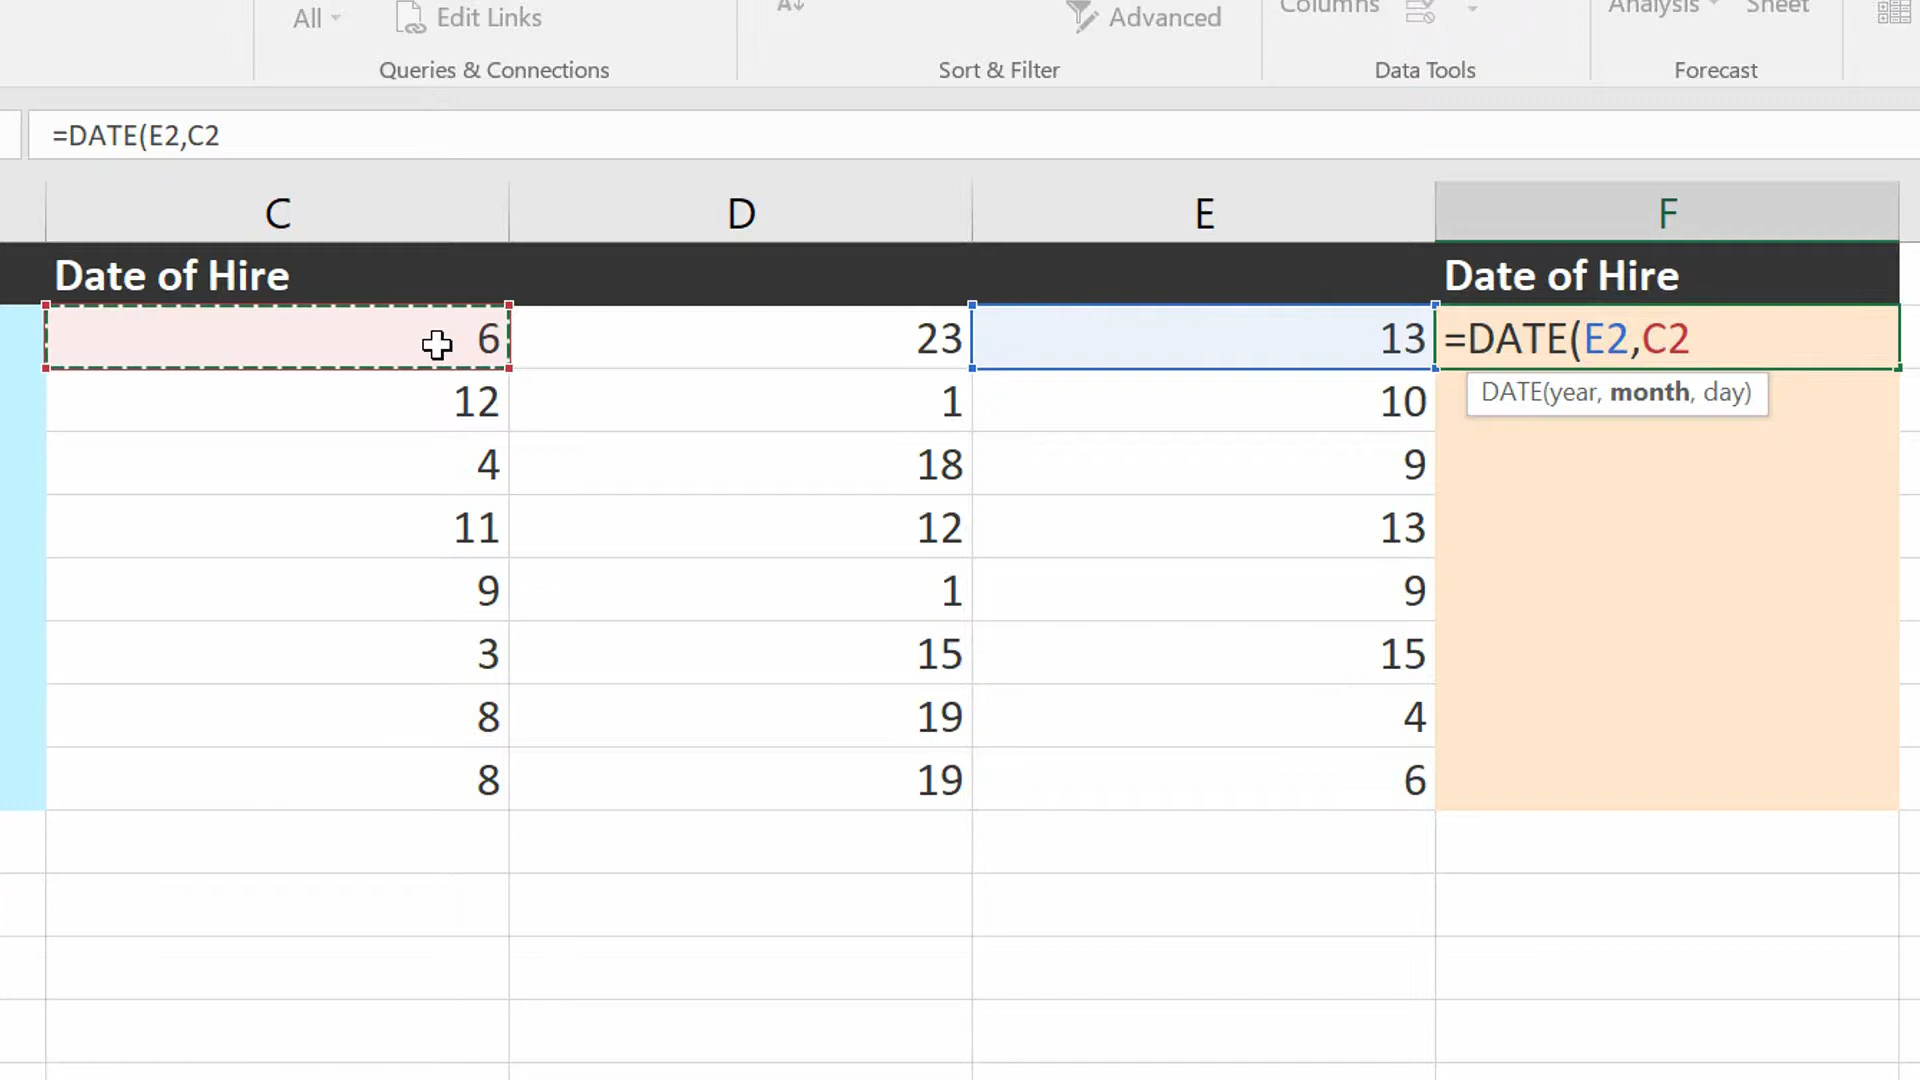 All
Edit Links
A
Advanced
Columns
Analysis
Sheet
Queries & Connections
Sort & Filter
Data Tools
Forecast
=DATE(E2,C2
C D E F
Date of Hire Date of Hire
6 23 13 =DATE(E2,C2
DATE(year, month, day)
12 1 10
4 18 9
11 12 13
9 1 9
3 15 15
8 19 4
8 19 6